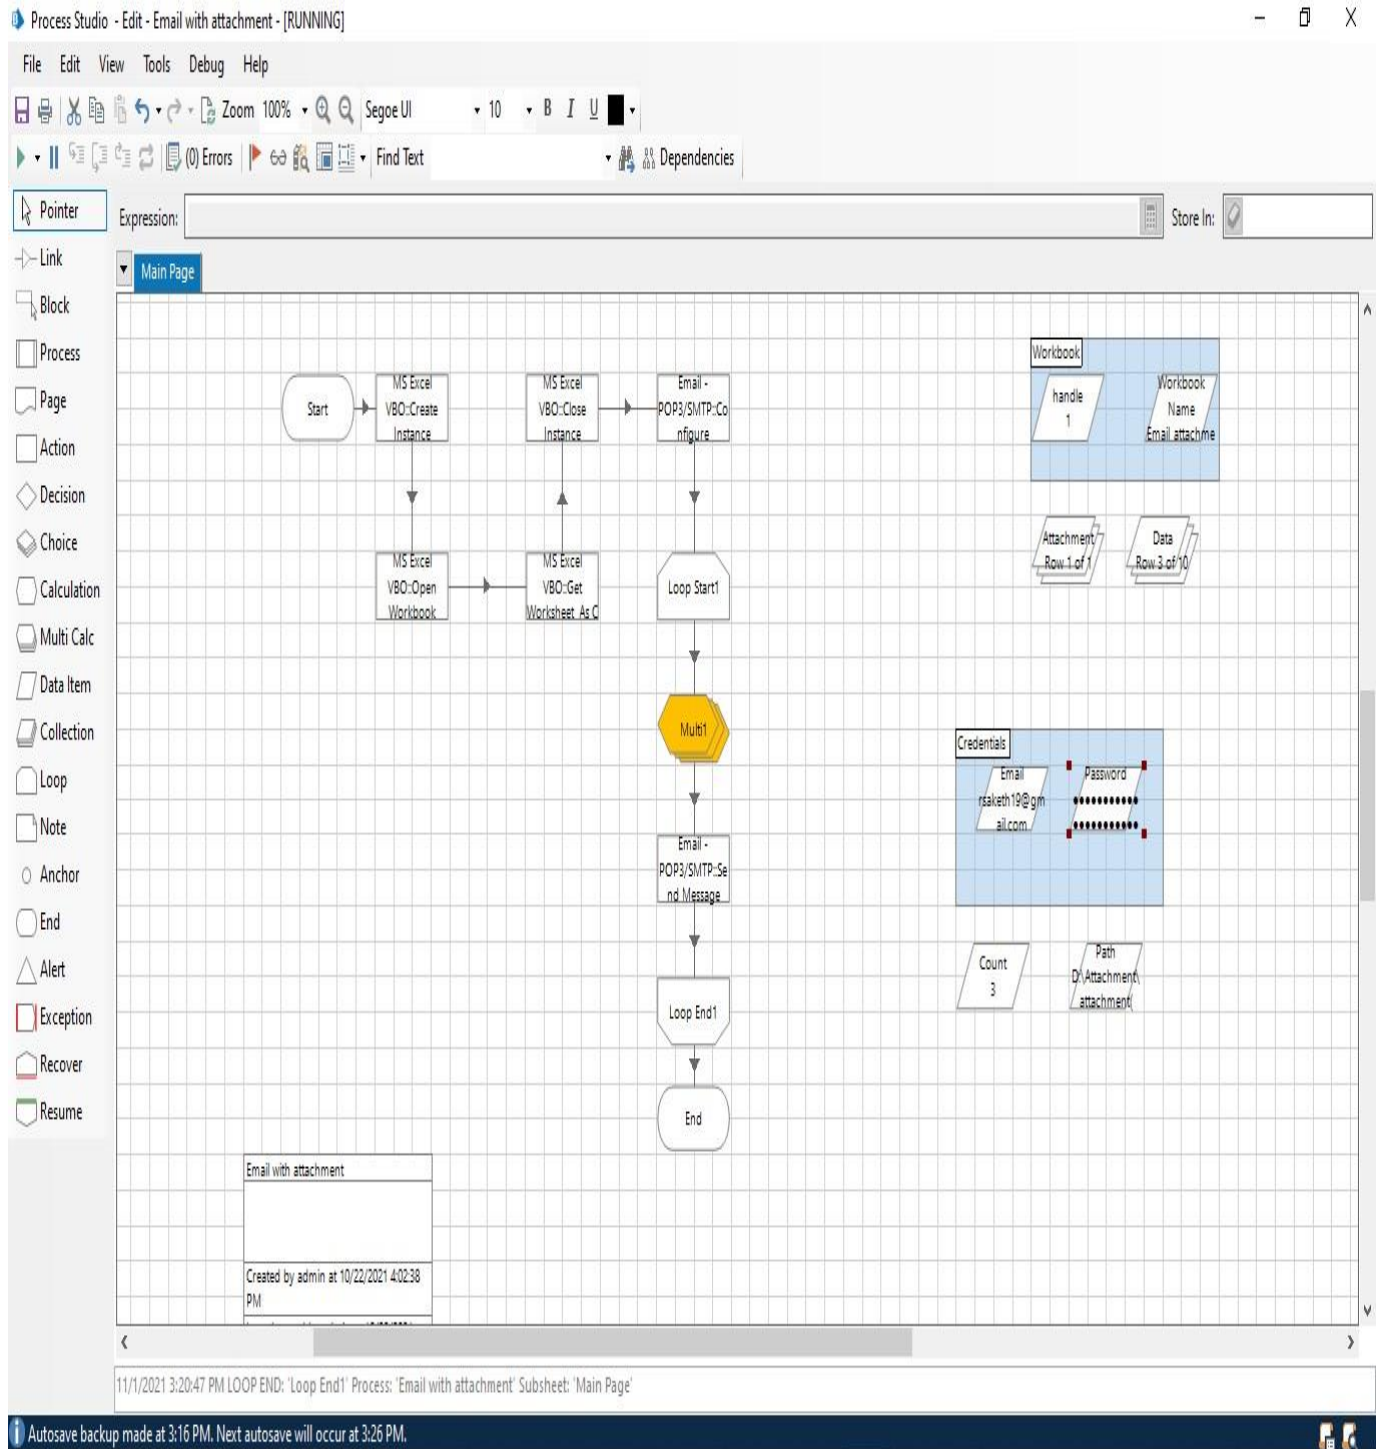 Process Studio - Edit - Email with attachment - [RUNNING]
File Edit View Tools Debug Help
Zoom 100% Segoe UI 10 B I U
(0) Errors Find Text Dependencies
Pointer
Link
Block
Process
Page
Action
Decision
Choice
Calculation
Multi Calc
Data Item
Collection
Loop
Note
Anchor
End
Alert
Exception
Recover
Resume
Expression:
Store In:
Main Page
Start
MS Excel
VBO::Create
Instance
MS Excel
VBO::Close
Instance
Email -
POP3/SMTP::Co
nfigure
MS Excel
VBO::Open
Workbook
MS Excel
VBO::Get
Worksheet As C
Loop Start1
Multi1
Email -
POP3/SMTP::Se
nd Message
Loop End1
End
Workbook
handle
1
Workbook
Name
Email attachme
Attachment
Row 1 of 1
Data
Row 3 of 10
Credentials
Email
rsaketh19@gm
ail.com
Password
●●●●●●●●●●●
●●●●●●●●●●●
Count
3
Path
D:\Attachment\
attachment(
Email with attachment
Created by admin at 10/22/2021 4:02:38
PM
11/1/2021 3:20:47 PM LOOP END: 'Loop End1' Process: 'Email with attachment' Subsheet: 'Main Page'
Autosave backup made at 3:16 PM. Next autosave will occur at 3:26 PM.